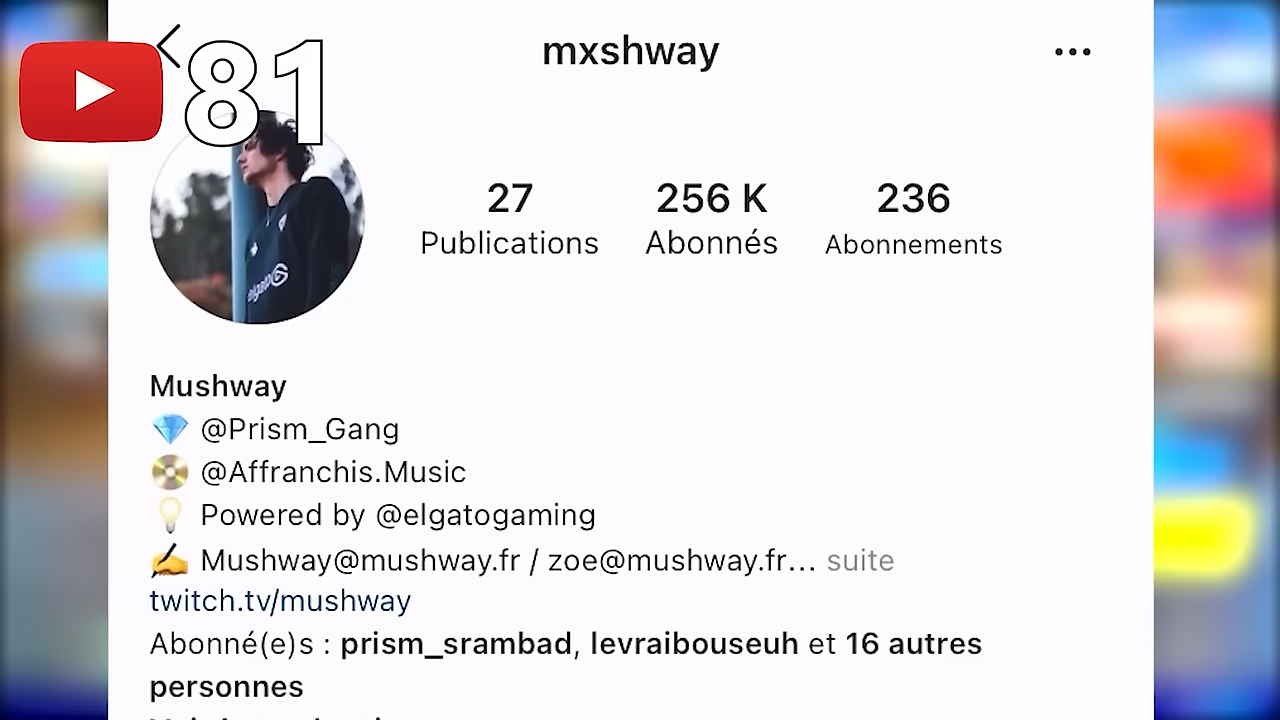 81
mxshway
27 256 K 236
Publications Abonnés Abonnements
elgato
Mushway
💎 @Prism_Gang
📀 @Affranchis.Music
💡 Powered by @elgatogaming
✍️ Mushway@mushway.fr / zoe@mushway.fr... suite
twitch.tv/mushway
Abonné(e)s : prism_srambad, levraibouseuh et 16 autres
personnes